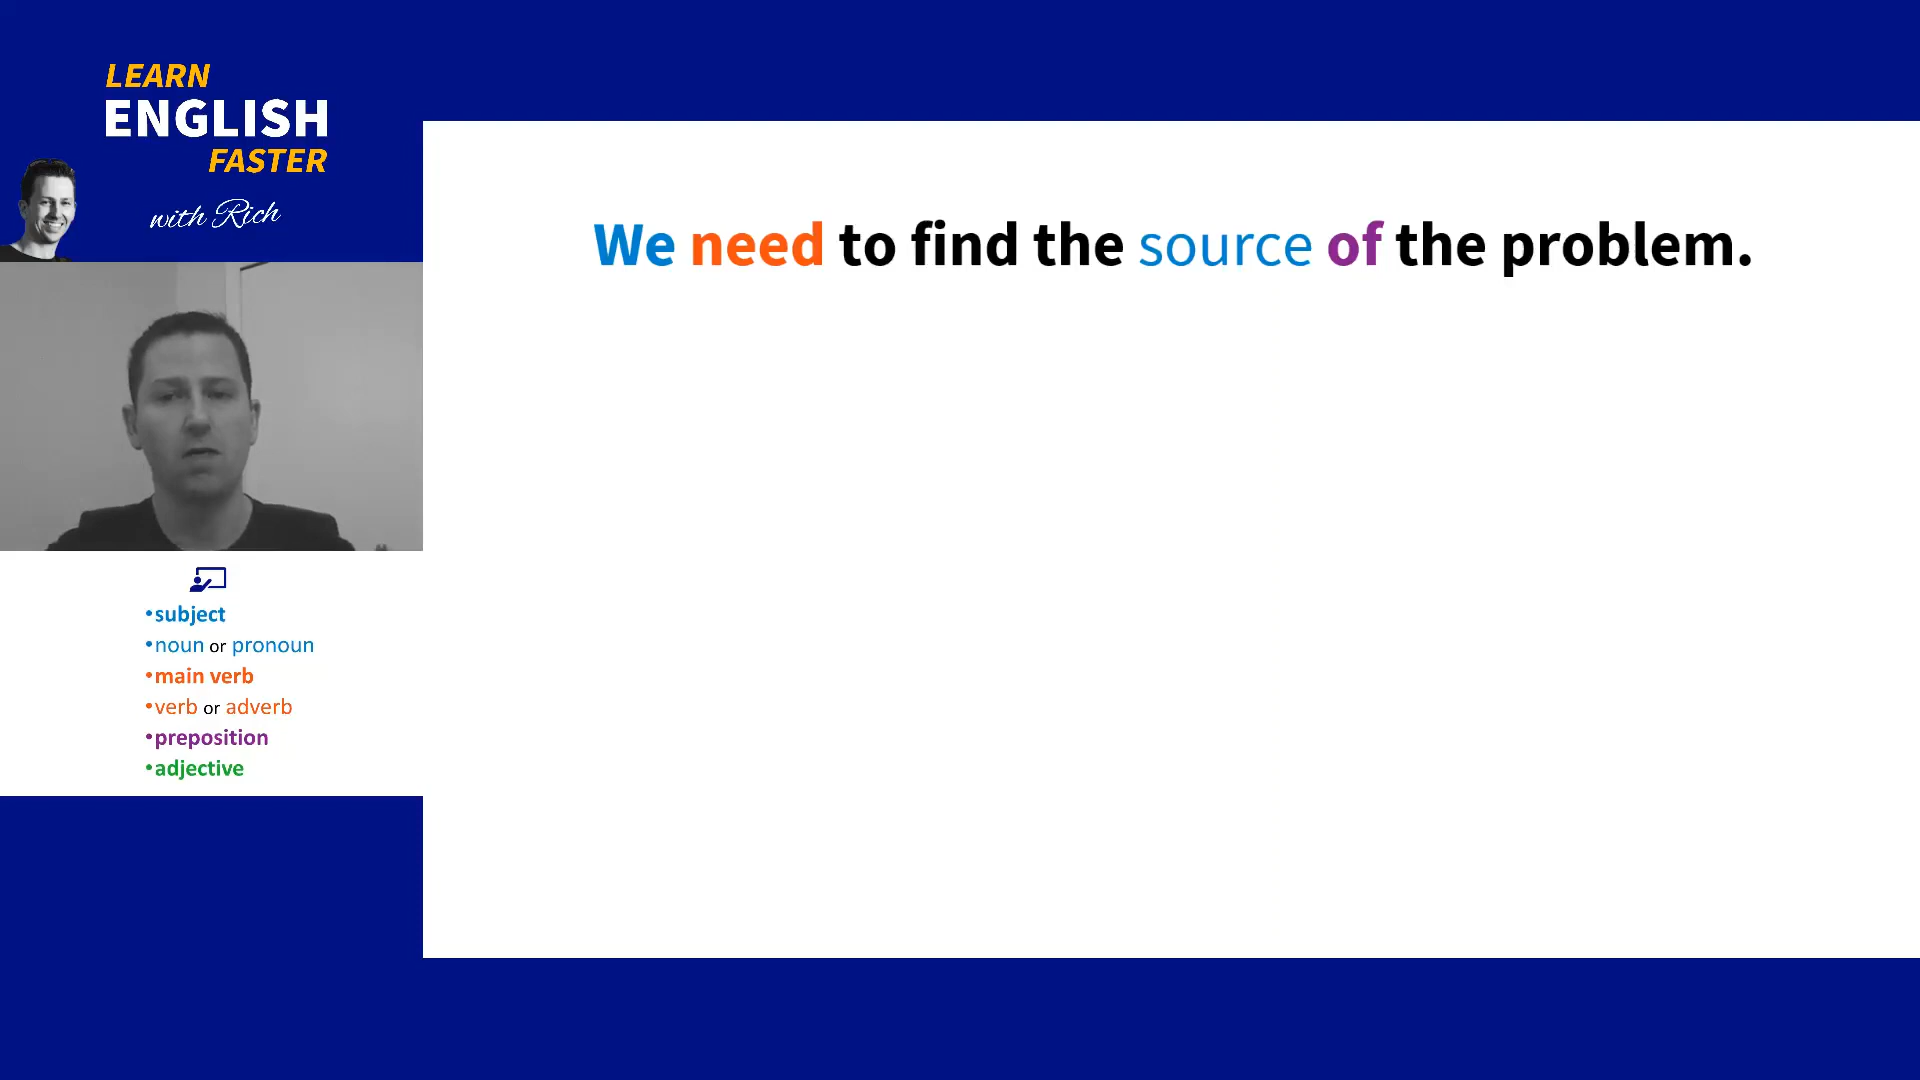 LEARN
ENGLISH
FASTER
with Rich
We need to find the source of the problem.
•subject
•noun or pronoun
•main verb
•verb or adverb
•preposition
•adjective